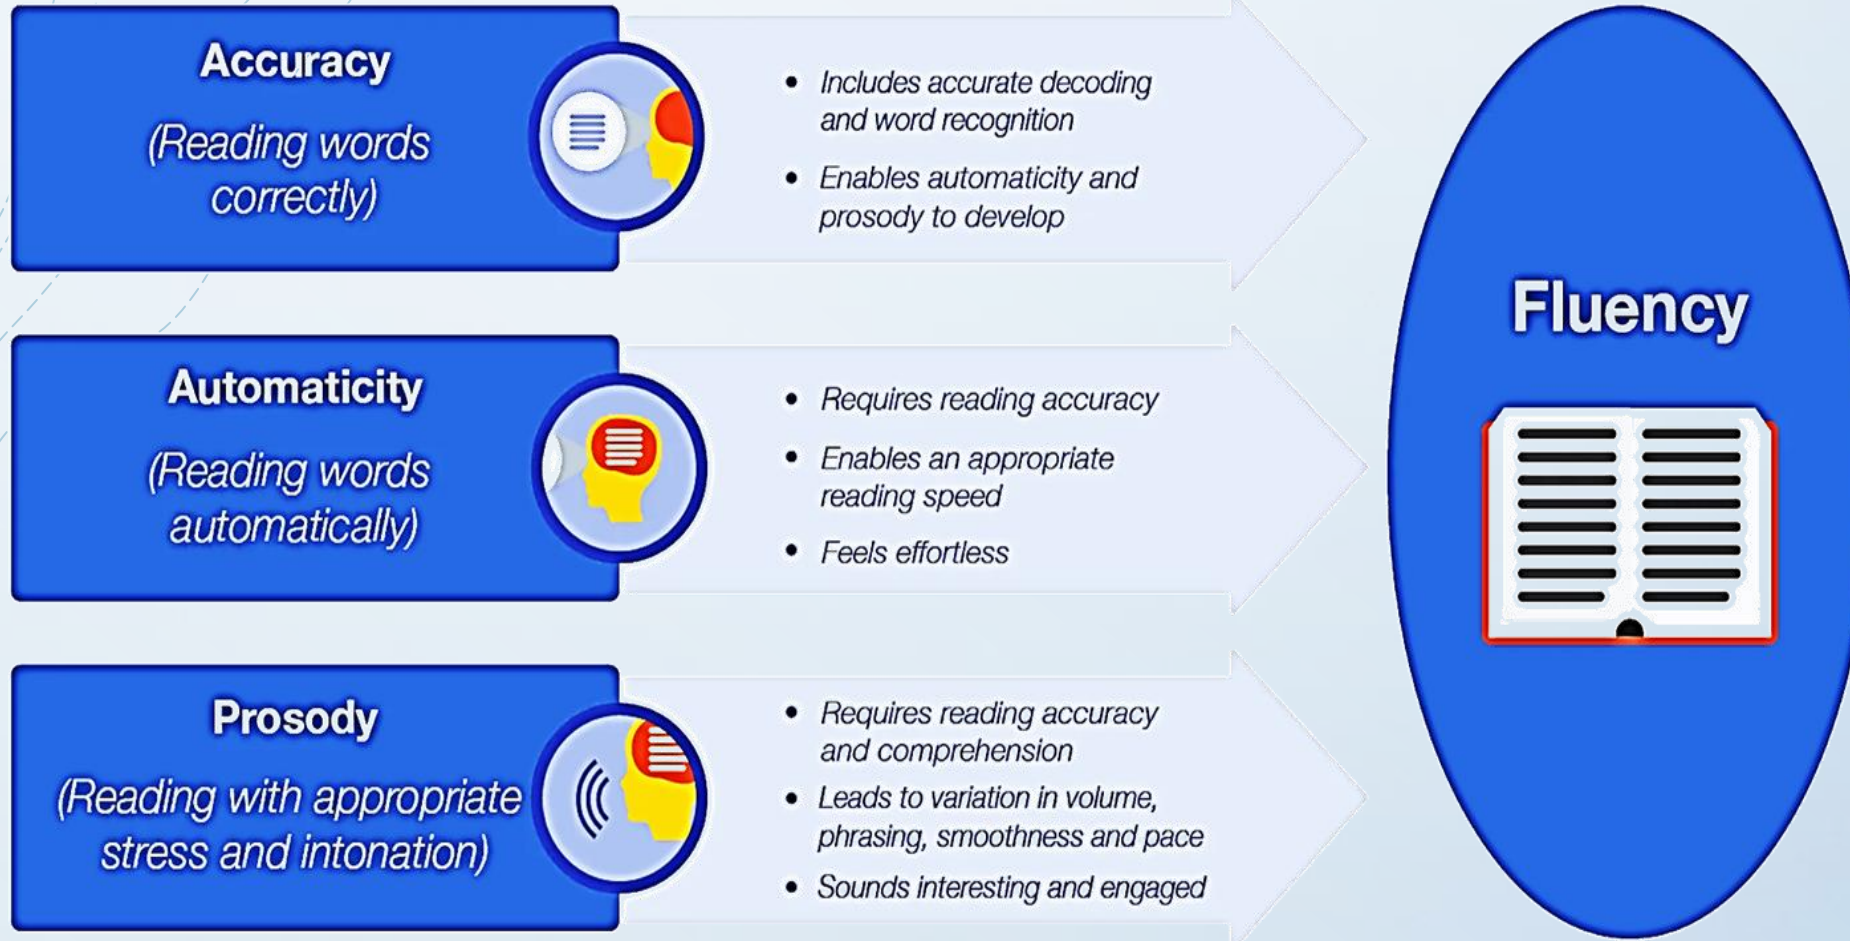 Accuracy
(Reading words
correctly)
• Includes accurate decoding
and word recognition
• Enables automaticity and
prosody to develop
Automaticity
(Reading words
automatically)
• Requires reading accuracy
• Enables an appropriate
reading speed
• Feels effortless
Prosody
(Reading with appropriate
stress and intonation)
• Requires reading accuracy
and comprehension
• Leads to variation in volume,
phrasing, smoothness and pace
• Sounds interesting and engaged
Fluency